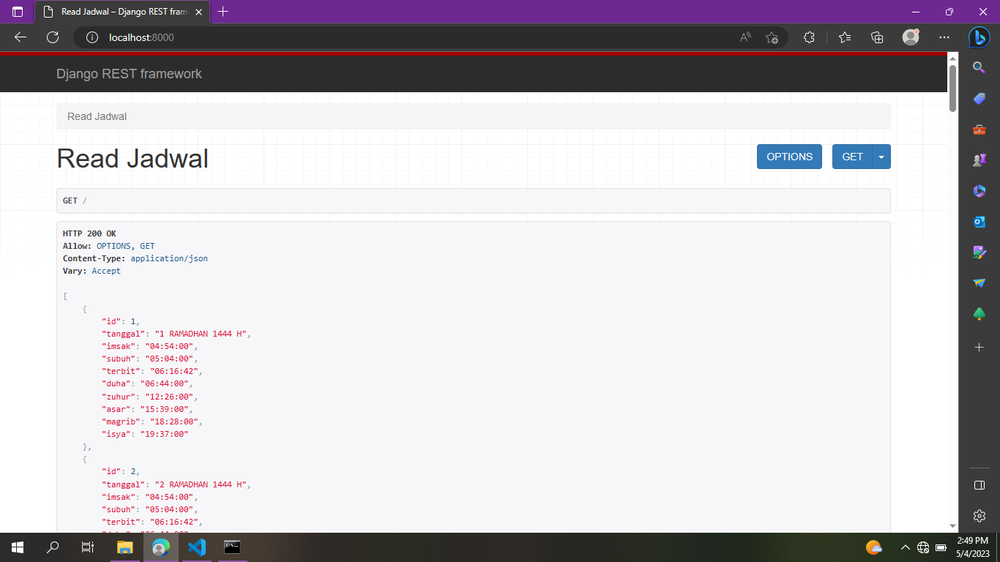 Read Jadwal – Django REST fram
localhost:8000
Django REST framework
Read Jadwal
Read Jadwal
OPTIONS
GET
GET /
HTTP 200 OK
Allow: OPTIONS, GET
Content-Type: application/json
Vary: Accept
[
{
"id": 1,
"tanggal": "1 RAMADHAN 1444 H",
"imsak": "04:54:00",
"subuh": "05:04:00",
"terbit": "06:16:42",
"duha": "06:44:00",
"zuhur": "12:26:00",
"asar": "15:39:00",
"magrib": "18:28:00",
"isya": "19:37:00"
},
{
"id": 2,
"tanggal": "2 RAMADHAN 1444 H",
"imsak": "04:54:00",
"subuh": "05:04:00",
"terbit": "06:16:42",
2:49 PM
5/4/2023